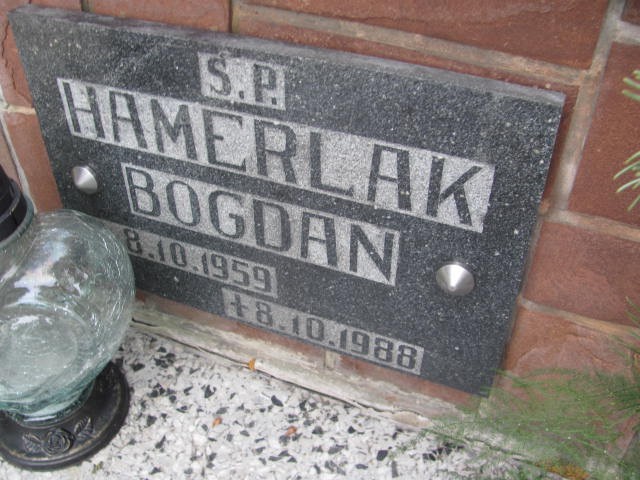 Ś.P.
HAMERLAK
BOGDAN
8.10.1959
+8.10.1988